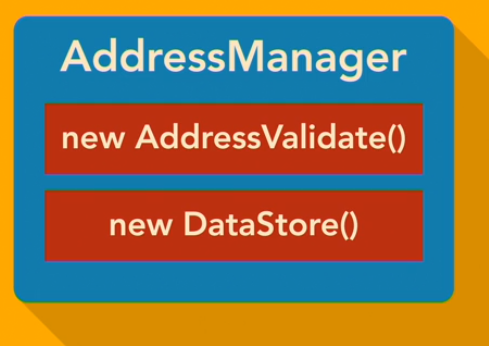 AddressManager
new AddressValidate()
new DataStore()